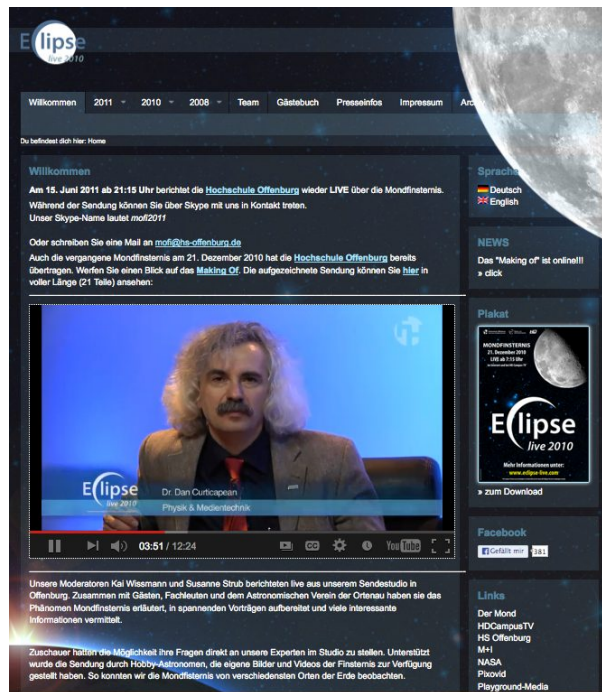 Eclipse
live 2010
Willkommen 2011 2010 2008 Team Gästebuch Presseinfos Impressum
Du befindest dich hier: Home
Willkommen
Am 15. Juni 2011 ab 21:15 Uhr berichtet die Hochschule Offenburg wieder LIVE über die Mondfinsternis.
Während der Sendung können Sie über Skype mit uns in Kontakt treten.
Unser Skype-Name lautet mofi2011
Oder schreiben Sie eine Mail an mofi@hs-offenburg.de
Auch die vergangene Mondfinsternis am 21. Dezember 2010 hat die Hochschule Offenburg bereits
übertragen. Werfen Sie einen Blick auf das Making Of. Die aufgezeichnete Sendung können Sie hier in
voller Länge (21 Teile) ansehen:
Eclipse
live 2010
Dr. Dan Curticapean
Physik & Medientechnik
03:51 / 12:24
CC
YouTube
Unsere Moderatoren Kai Wissmann und Susanne Strub berichteten live aus unserem Sendestudio in
Offenburg. Zusammen mit Gästen, Fachleuten und dem Astronomischen Verein der Ortenau haben sie das
Phänomen Mondfinsternis erläutert, in spannenden Vorträgen aufbereitet und viele interessante
Informationen vermittelt.
Zuschauer hatten die Möglichkeit ihre Fragen direkt an unsere Experten im Studio zu stellen. Unterstützt
wurde die Sendung durch Hobby-Astronomen, die eigene Bilder und Videos der Finsternis zur Verfügung
gestellt haben. So konnten wir die Mondfisternis von verschiedensten Orten der Erde beobachten.
Sprache
Deutsch
English
NEWS
Das "Making of" ist online!!!
» click
Plakat
MONDFINSTERNIS
21. Dezember 2010
LIVE ab 7:15 Uhr
Eclipse
live 2010
Mehr Informationen unter:
www.eclipse-live.com
» zum Download
Facebook
Gefällt mir 381
Links
Der Mond
HDCampusTV
HS Offenburg
M+I
NASA
Pixovid
Playground-Media